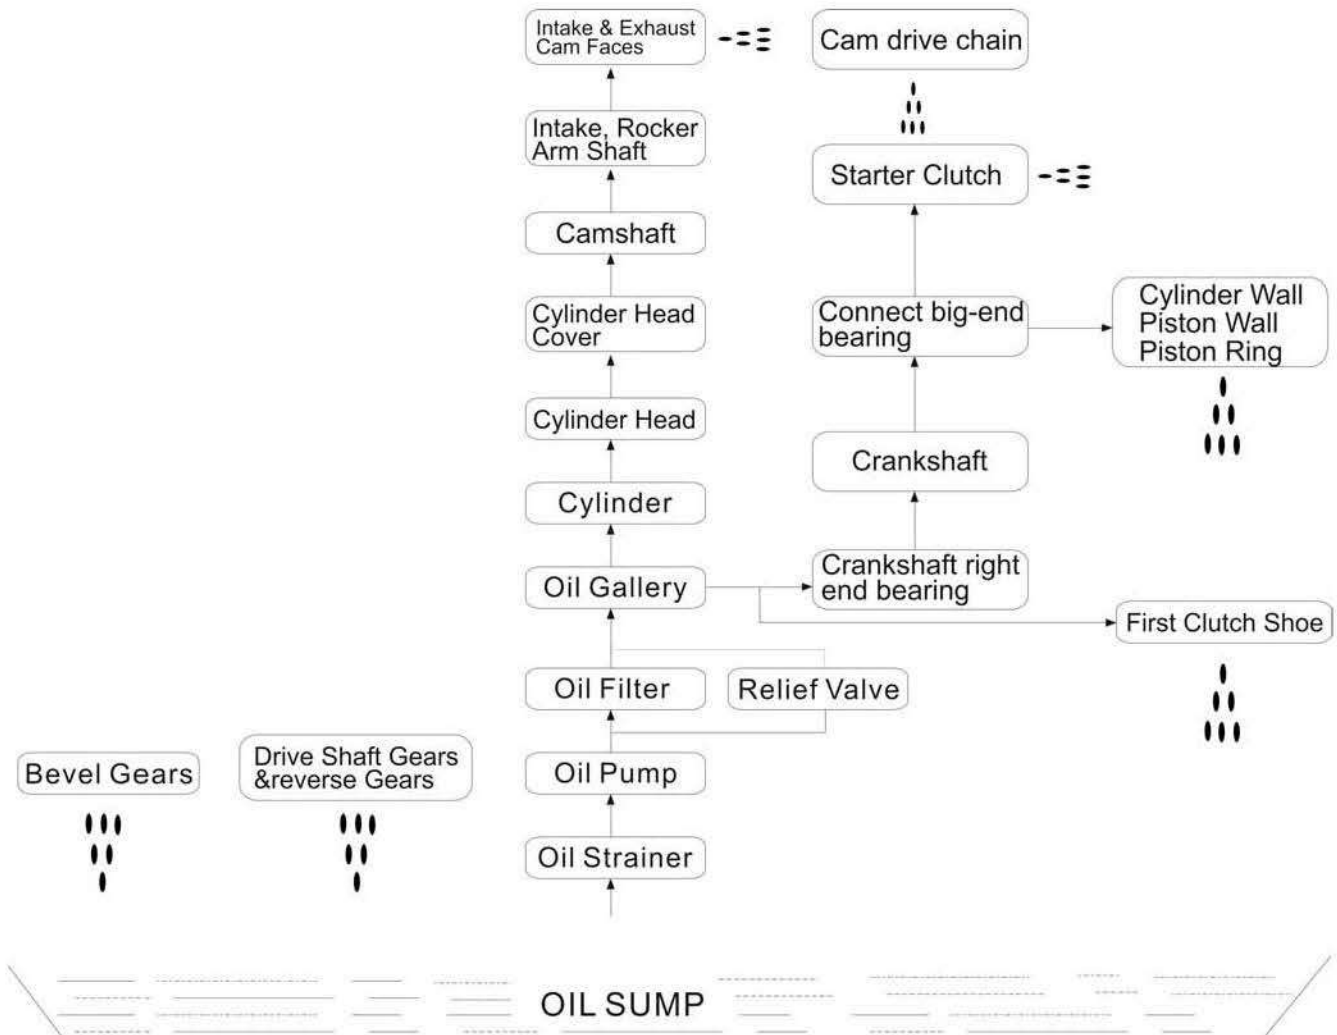 Intake & Exhaust
Cam Faces
Cam drive chain
Intake, Rocker
Arm Shaft
Starter Clutch
Camshaft
Cylinder Head
Cover
Connect big-end
bearing
Cylinder Wall
Piston Wall
Piston Ring
Cylinder Head
Crankshaft
Cylinder
Oil Gallery
Crankshaft right
end bearing
First Clutch Shoe
Oil Filter
Relief Valve
Bevel Gears
Drive Shaft Gears
&reverse Gears
Oil Pump
Oil Strainer
OIL SUMP